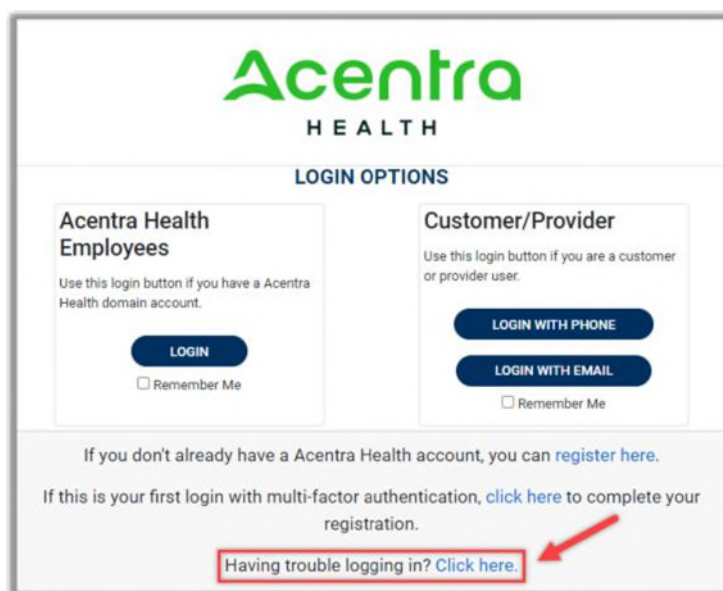 Acentra
HEALTH
LOGIN OPTIONS
Acentra Health
Employees
Use this login button if you have a Acentra
Health domain account.
LOGIN
Remember Me
Customer/Provider
Use this login button if you are a customer
or provider user.
LOGIN WITH PHONE
LOGIN WITH EMAIL
Remember Me
If you don't already have a Acentra Health account, you can register here.
If this is your first login with multi-factor authentication, click here to complete your
registration.
Having trouble logging in? Click here.